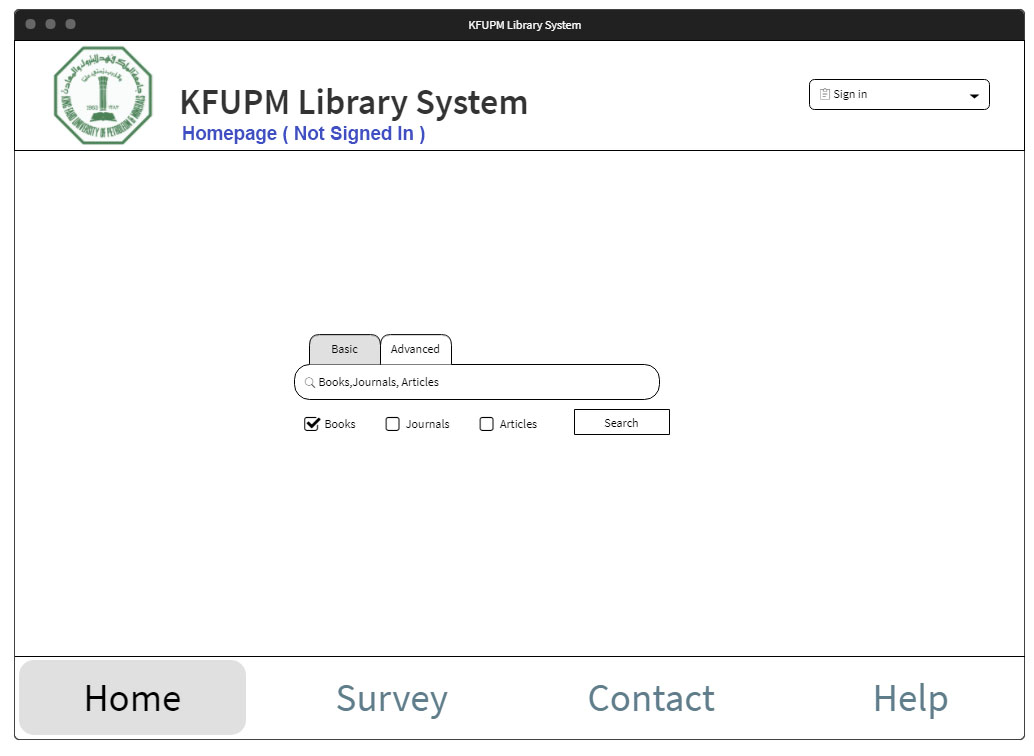 KFUPM Library System
KFUPM Library System
Homepage ( Not Signed In )
Sign in
Basic
Advanced
Books,Journals, Articles
Books
Journals
Articles
Search
Home
Survey
Contact
Help